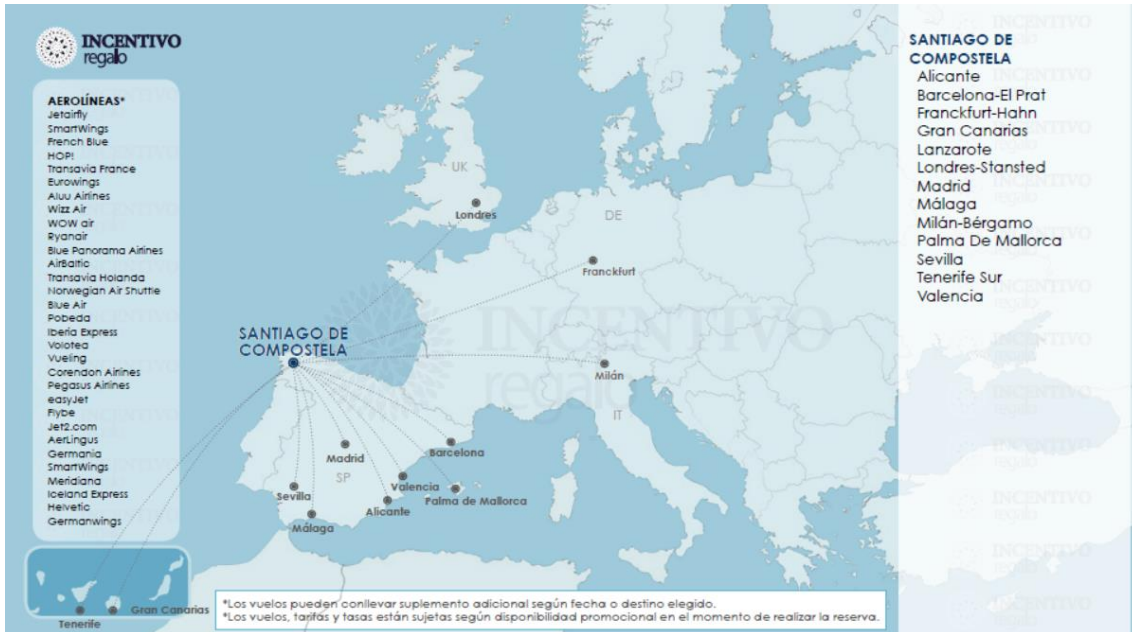 INCENTIVO
regalo
AEROLÍNEAS*
Jetairfly
SmartWings
French Blue
HOP!
Transavia France
Eurowings
Aluu Airlines
Wizz Air
WOW air
Ryanair
Blue Panorama Airlines
AirBaltic
Transavia Holanda
Norwegian Air Shuttle
Blue Air
Pobeda
Iberia Express
Volotea
Vueling
Corendon Airlines
Pegasus Airlines
easyJet
Flybe
Jet2.com
AerLingus
Germania
SmartWings
Meridiana
Iceland Express
Helvetic
Germanwings
UK
Londres
DE
Franckfurt
SANTIAGO DE
COMPOSTELA
INCENTIVO
regalo
Milán
IT
Madrid
Barcelona
SP
Valencia
Sevilla
Alicante
Palma de Mallorca
Málaga
Gran Canarias
Tenerife
*Los vuelos pueden conllevar suplemento adicional según fecha o destino elegido.
*Los vuelos, tarifas y tasas están sujetas según disponibilidad promocional en el momento de realizar la reserva.
SANTIAGO DE
COMPOSTELA
Alicante
Barcelona-El Prat
Franckfurt-Hahn
Gran Canarias
Lanzarote
Londres-Stansted
Madrid
Málaga
Milán-Bérgamo
Palma De Mallorca
Sevilla
Tenerife Sur
Valencia